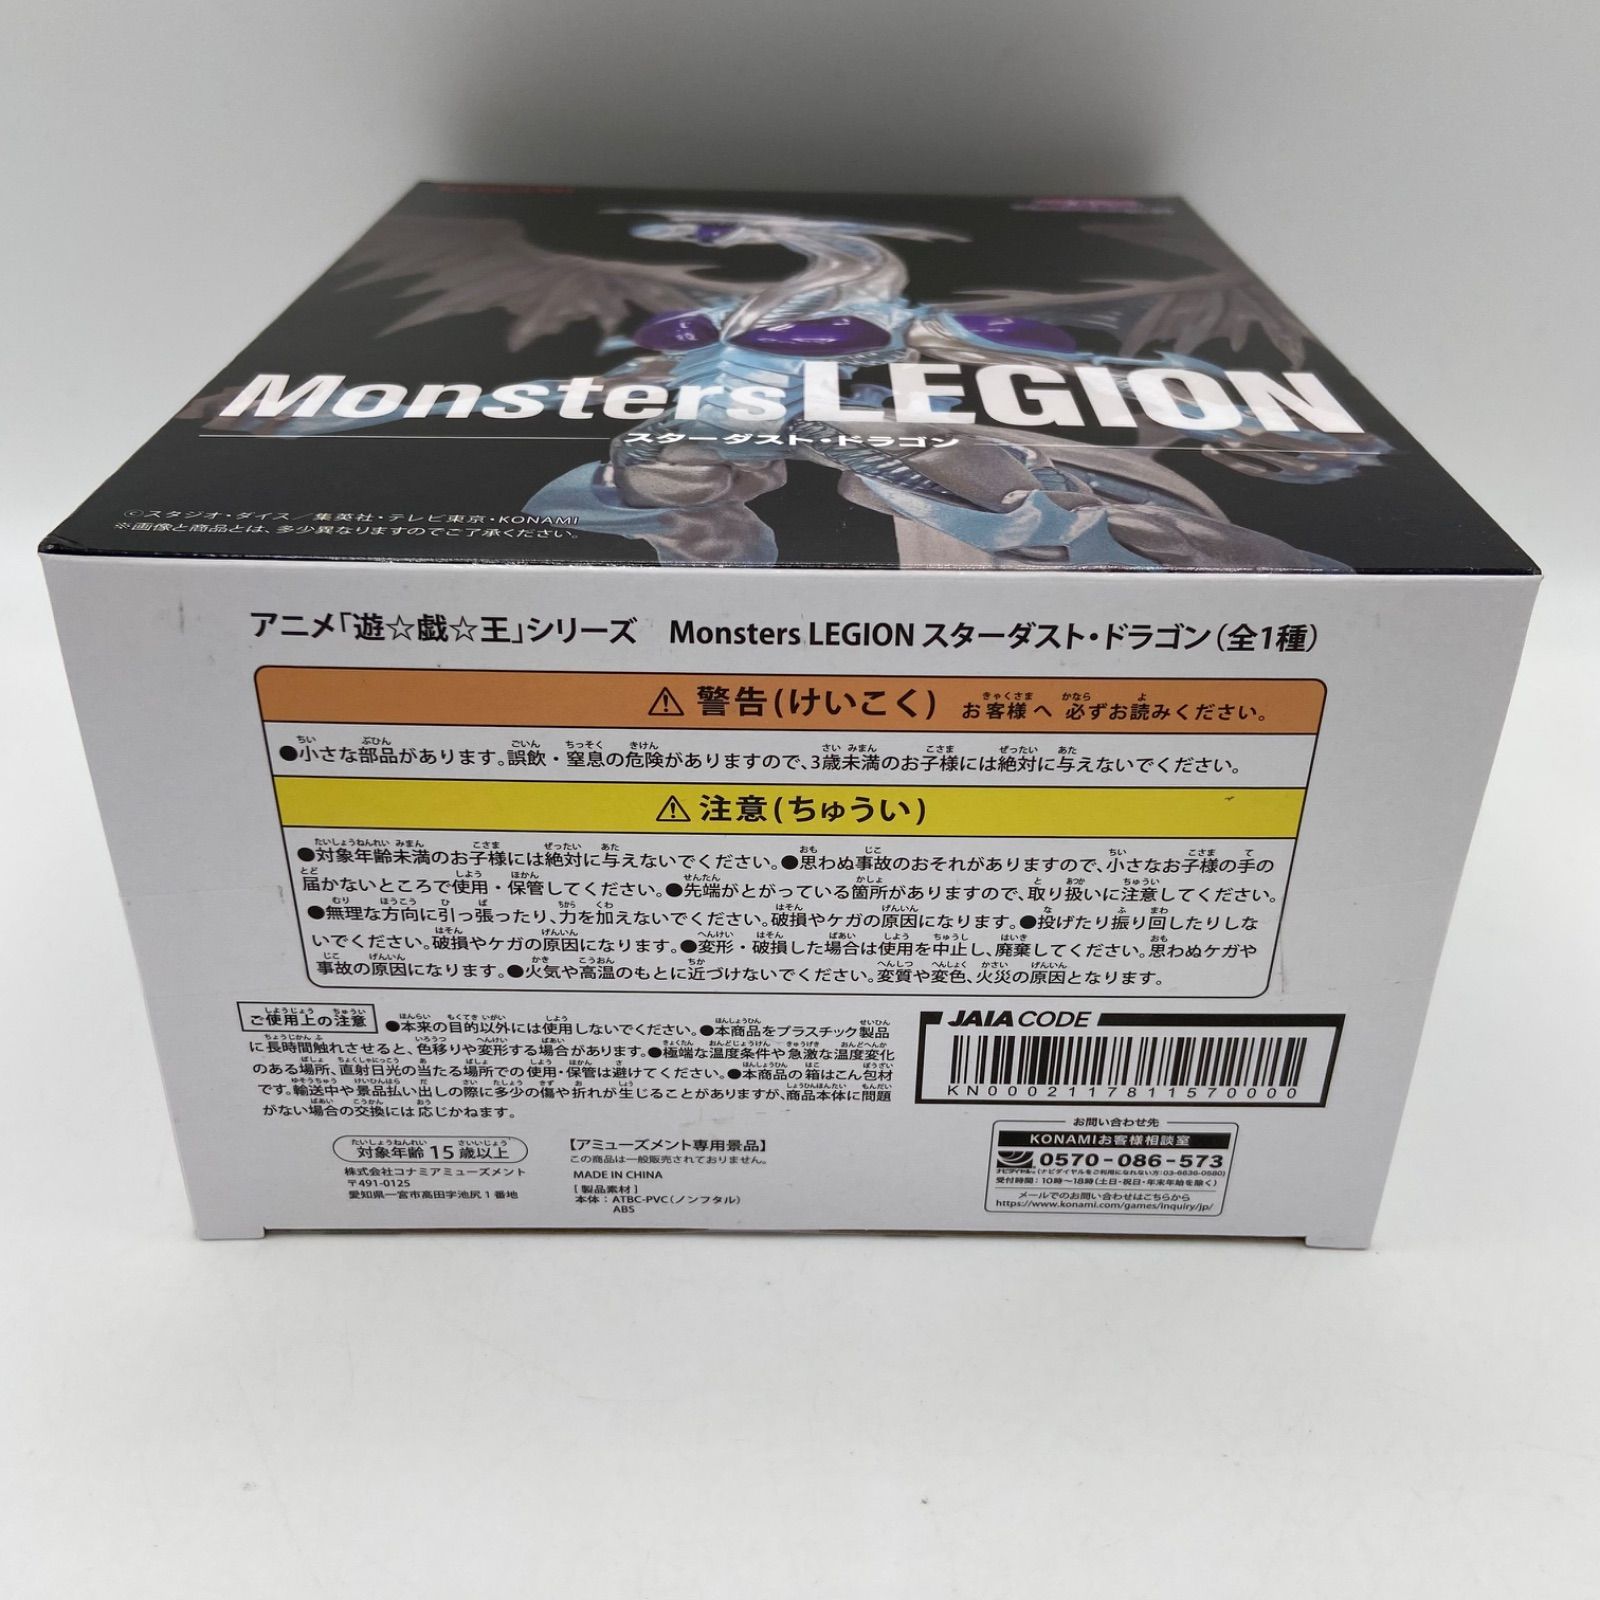 Monsters LEGION
スターダスト・ドラゴン
©スタジオ・ダイス／集英社・テレビ東京・KONAMI
※画像と商品とは、多少異なりますのでご了承ください。
アニメ「遊☆戯☆王」シリーズ Monsters LEGION スターダスト・ドラゴン(全1種)
⚠ 警告(けいこく) お客様へ 必ずお読みください。
●小さな部品があります。誤飲・窒息の危険がありますので、3歳未満のお子様には絶対に与えないでください。
⚠ 注意(ちゅうい)
●対象年齢未満のお子様には絶対に与えないでください。●思わぬ事故のおそれがありますので、小さなお子様の手の
届かないところで使用・保管してください。●先端がとがっている箇所がありますので、取り扱いに注意してください。
●無理な方向に引っ張ったり、力を加えないでください。破損やケガの原因になります。●投げたり振り回したりしな
いでください。破損やケガの原因になります。●変形・破損した場合は使用を中止し、廃棄してください。思わぬケガや
事故の原因になります。●火気や高温のもとに近づけないでください。変質や変色、火災の原因となります。
ご使用上の注意 ●本来の目的以外には使用しないでください。●本商品をプラスチック製品
に長時間触れさせると、色移りや変形する場合があります。●極端な温度条件や急激な温度変化
のある場所、直射日光の当たる場所での使用・保管は避けてください。●本商品の箱はこん包材
です。輸送中や景品払い出しの際に多少の傷や折れが生じることがありますが、商品本体に問題
がない場合の交換には応じかねます。
JAIA CODE
KN00021178115700000
対象年齢 15歳以上
株式会社コナミアミューズメント
〒491-0125
愛知県一宮市高田字池尻1番地
【アミューズメント専用景品】
この商品は一般販売されておりません。
MADE IN CHINA
[製品素材]
本体：ATBC-PVC(ノンフタル)
ABS
お問い合わせ先
KONAMIお客様相談室
ナビダイヤル 0570-086-573
(ナビダイヤルをご利用になれない方：03-6636-0580)
受付時間：10時〜18時(土日・祝日・年末年始を除く)
メールでのお問い合わせはこちらから
https://www.konami.com/games/inquiry/jp/